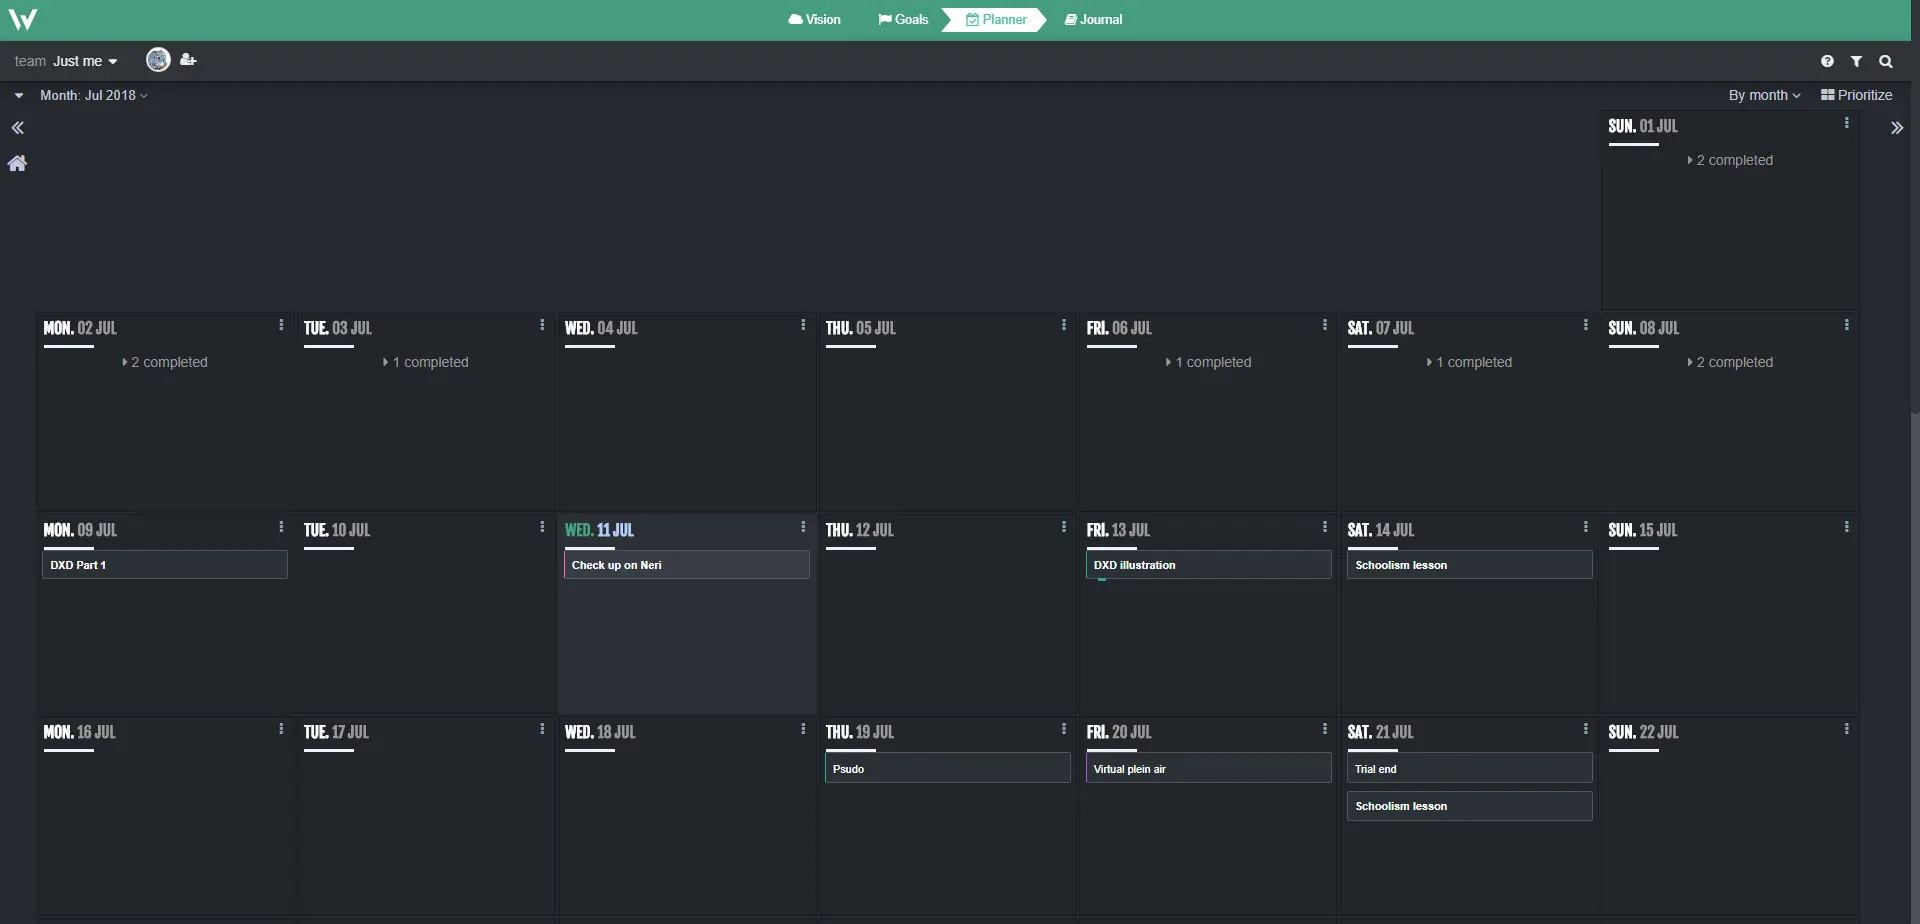 Vision Goals Planner Journal
team Just me
Month: Jul 2018 By month Prioritize
SUN. 01 JUL
2 completed
MON. 02 JUL TUE. 03 JUL WED. 04 JUL THU. 05 JUL FRI. 06 JUL SAT. 07 JUL SUN. 08 JUL
2 completed 1 completed 1 completed 1 completed 2 completed
MON. 09 JUL TUE. 10 JUL WED. 11 JUL THU. 12 JUL FRI. 13 JUL SAT. 14 JUL SUN. 15 JUL
DXD Part 1 Check up on Neri DXD illustration Schoolism lesson
MON. 16 JUL TUE. 17 JUL WED. 18 JUL THU. 19 JUL FRI. 20 JUL SAT. 21 JUL SUN. 22 JUL
Psudo Virtual plein air Trial end
Schoolism lesson